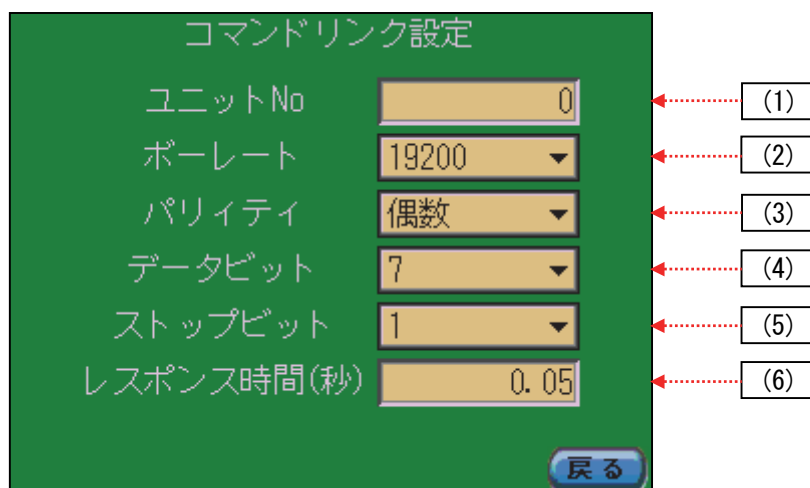 コマンドリンク設定
ユニットNo 0 (1)
ボーレート 19200 (2)
パリィティ 偶数 (3)
データビット 7 (4)
ストップビット 1 (5)
レスポンス時間(秒) 0.05 (6)
戻る